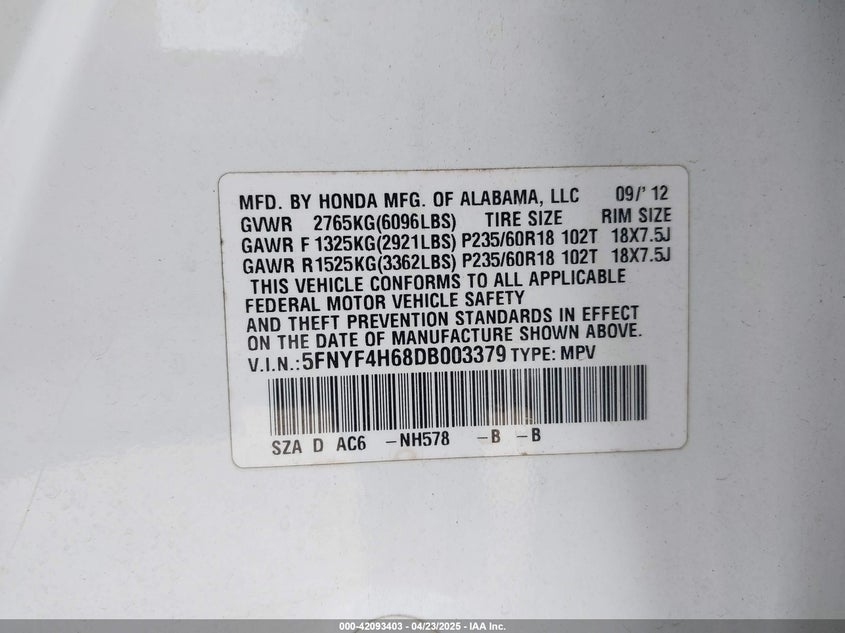 MFD. BY HONDA MFG. OF ALABAMA, LLC 09/' 12
GVWR 2765KG(6096LBS) TIRE SIZE RIM SIZE
GAWR F 1325KG(2921LBS) P235/60R18 102T 18X7.5J
GAWR R1525KG(3362LBS) P235/60R18 102T 18X7.5J
THIS VEHICLE CONFORMS TO ALL APPLICABLE
FEDERAL MOTOR VEHICLE SAFETY
AND THEFT PREVENTION STANDARDS IN EFFECT
ON THE DATE OF MANUFACTURE SHOWN ABOVE.
V.I.N.:5FNYF4H68DB003379 TYPE: MPV
SZA D AC6 -NH578 -B -B
000-42093403 - 04/23/2025 - IAA Inc.